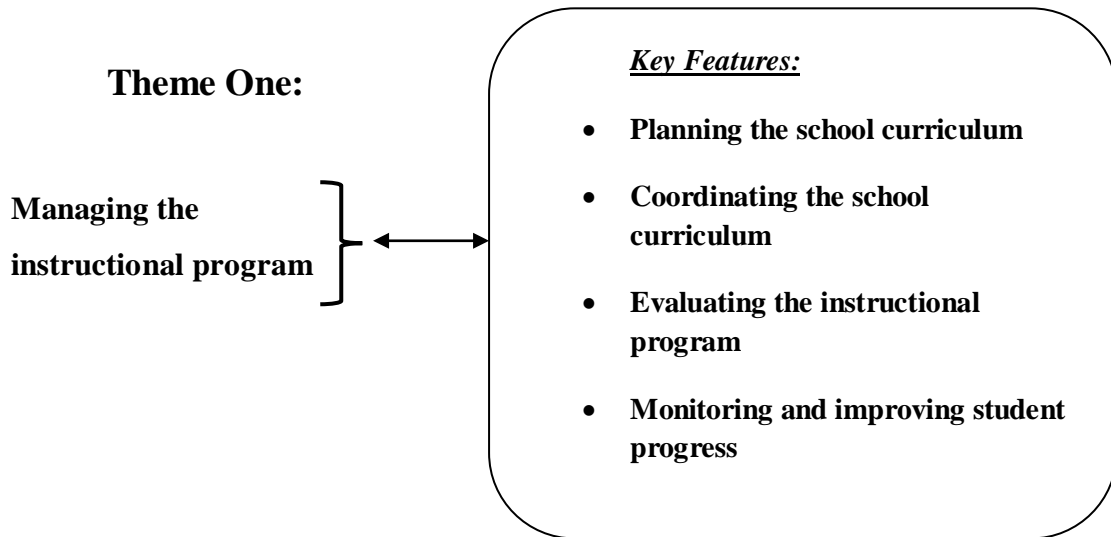 Theme One:
Managing the
instructional program
Key Features:
• Planning the school curriculum
• Coordinating the school
curriculum
• Evaluating the instructional
program
• Monitoring and improving student
progress